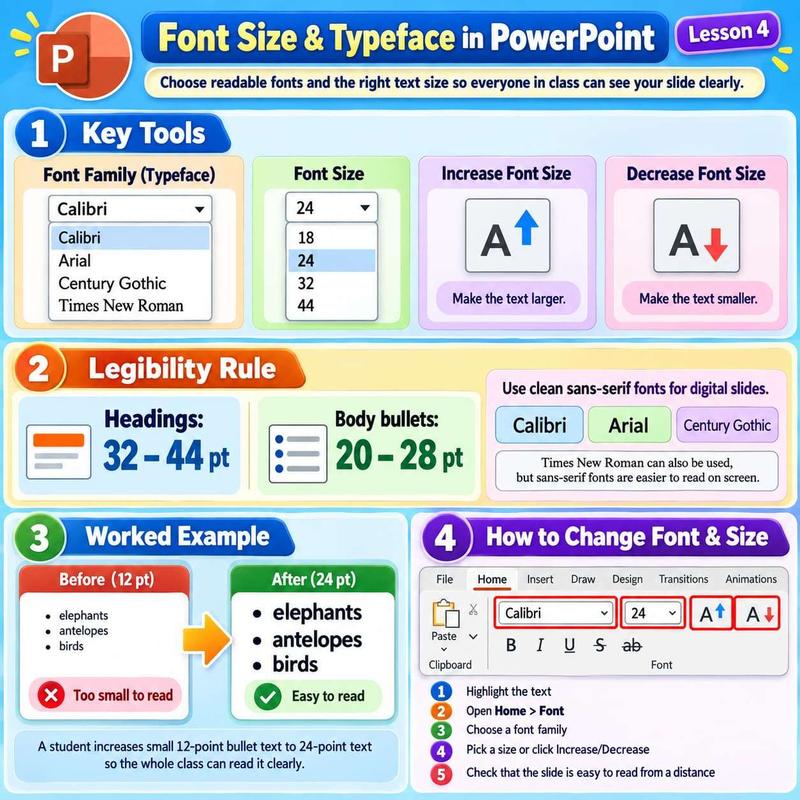 P
Font Size & Typeface in PowerPoint
Lesson 4
Choose readable fonts and the right text size so everyone in class can see your slide clearly.
1 Key Tools
Font Family (Typeface)
Calibri
Calibri
Arial
Century Gothic
Times New Roman
Font Size
24
18
24
32
44
Increase Font Size
A
Make the text larger.
Decrease Font Size
A
Make the text smaller.
2 Legibility Rule
Headings:
32 – 44 pt
Body bullets:
20 – 28 pt
Use clean sans-serif fonts for digital slides.
Calibri Arial Century Gothic
Times New Roman can also be used,
but sans-serif fonts are easier to read on screen.
3 Worked Example
Before (12 pt)
• elephants
• antelopes
• birds
Too small to read
After (24 pt)
• elephants
• antelopes
• birds
Easy to read
A student increases small 12-point bullet text to 24-point text
so the whole class can read it clearly.
4 How to Change Font & Size
File Home Insert Draw Design Transitions Animations
Paste
Clipboard
Calibri 24 A A
B I U S ab
Font
1 Highlight the text
2 Open Home > Font
3 Choose a font family
4 Pick a size or click Increase/Decrease
5 Check that the slide is easy to read from a distance